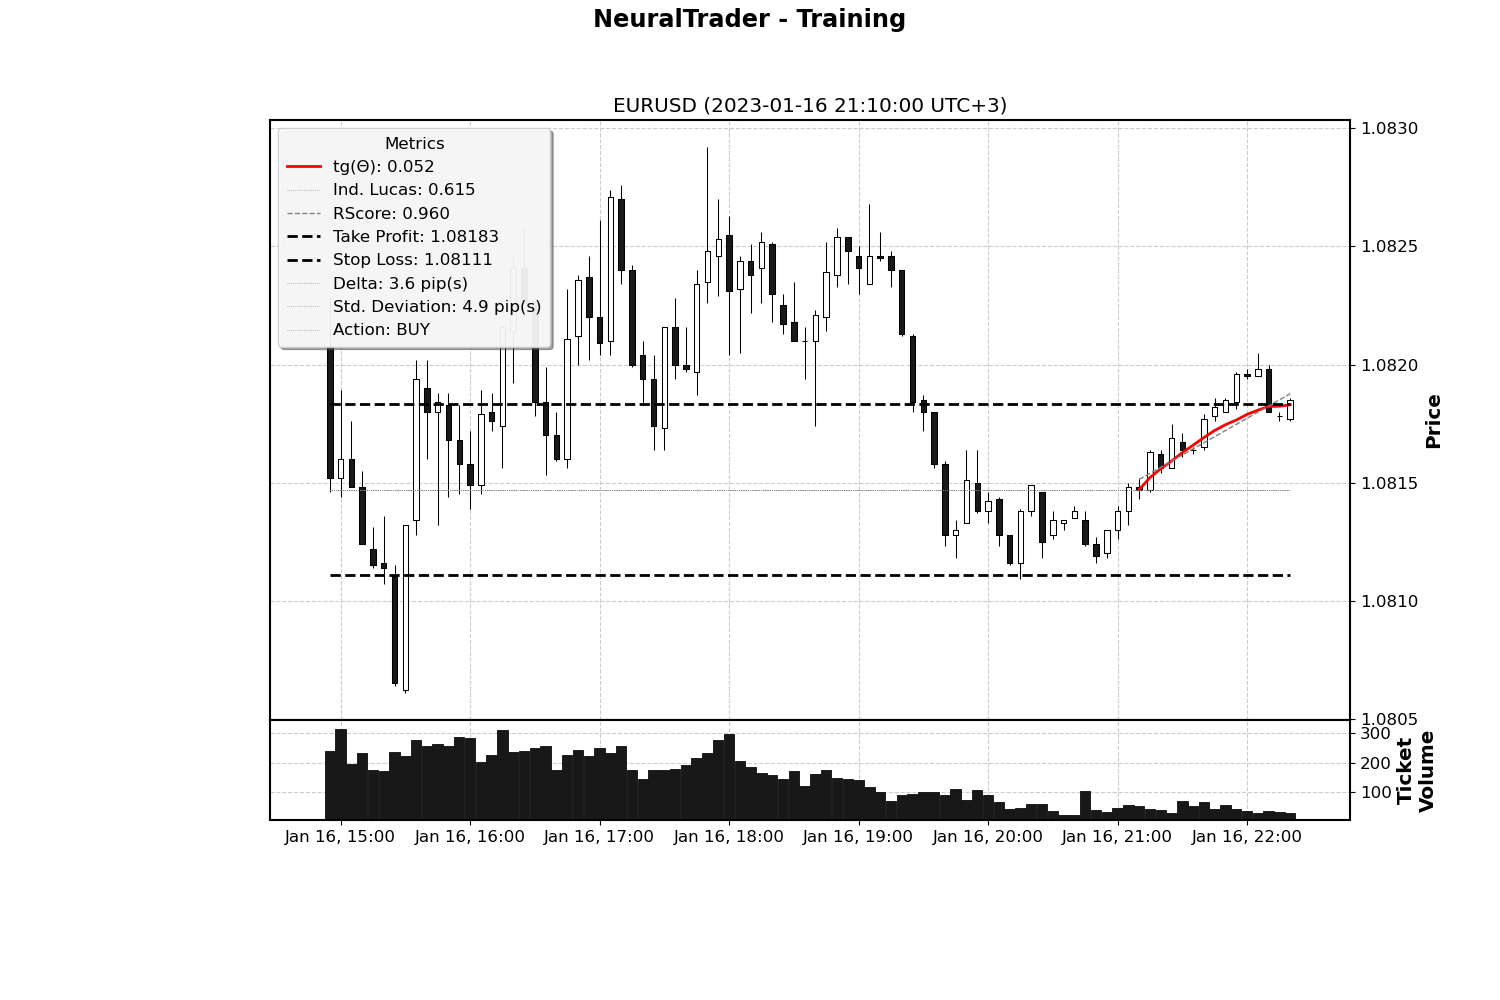 NeuralTrader - Training
EURUSD (2023-01-16 21:10:00 UTC+3)
Metrics
tg(Θ): 0.052
Ind. Lucas: 0.615
RScore: 0.960
Take Profit: 1.08183
Stop Loss: 1.08111
Delta: 3.6 pip(s)
Std. Deviation: 4.9 pip(s)
Action: BUY
1.0830
1.0825
1.0820
1.0815
1.0810
1.0805
Price
300
200
100
Ticket
Volume
Jan 16, 15:00
Jan 16, 16:00
Jan 16, 17:00
Jan 16, 18:00
Jan 16, 19:00
Jan 16, 20:00
Jan 16, 21:00
Jan 16, 22:00